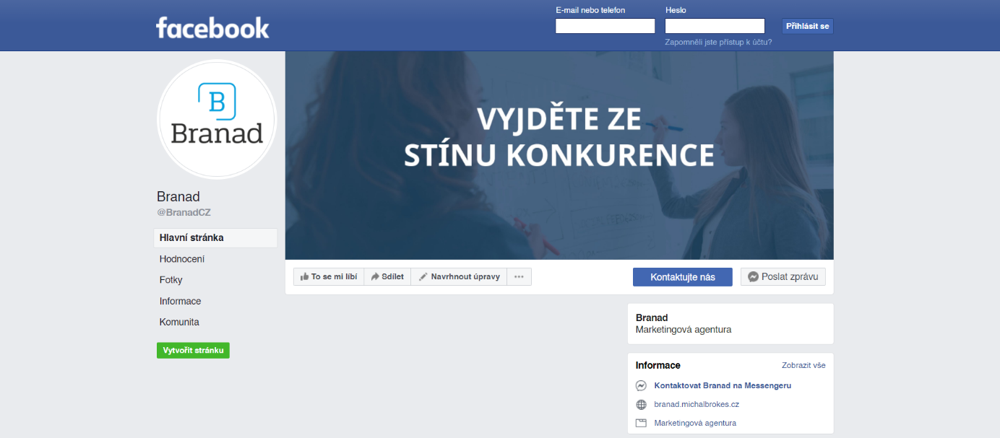 facebook
E-mail nebo telefon
Heslo
Přihlásit se
Zapomněli jste přístup k účtu?
B
Branad
Branad
@BranadCZ
Hlavní stránka
Hodnocení
Fotky
Informace
Komunita
Vytvořit stránku
VYJDĚTE ZE
STÍNU KONKURENCE
To se mi líbí
Sdílet
Navrhnout úpravy
Kontaktujte nás
Poslat zprávu
Branad
Marketingová agentura
Informace
Zobrazit vše
Kontaktovat Branad na Messengeru
branad.michalbrokes.cz
Marketingová agentura